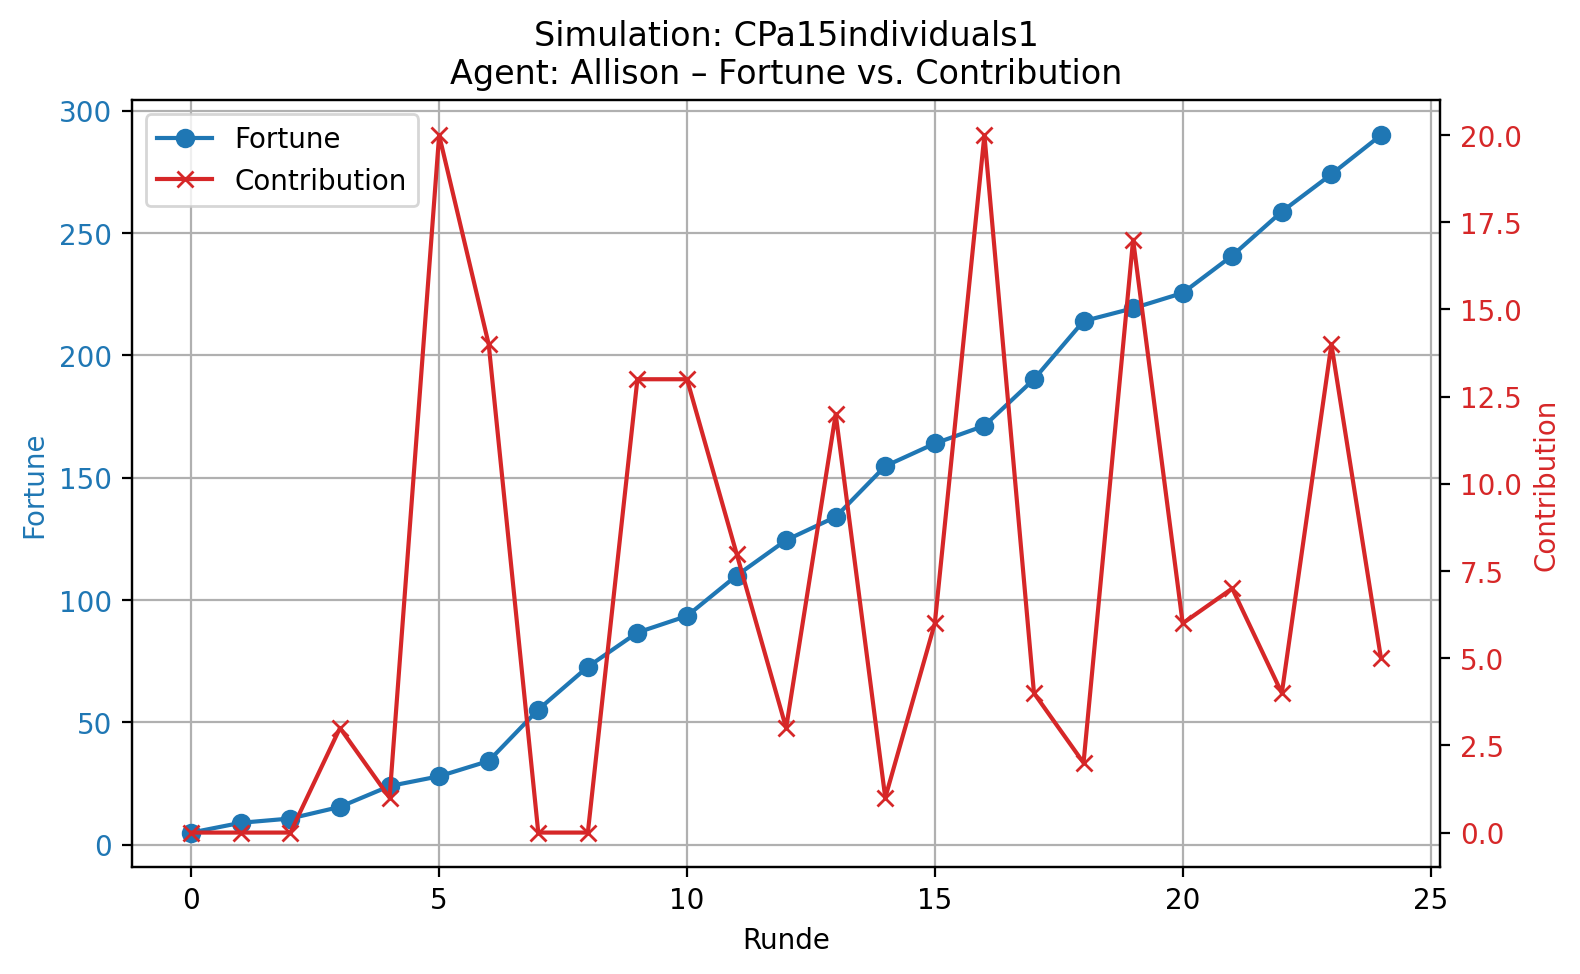 Simulation: CPa15individuals1
Agent: Allison – Fortune vs. Contribution
Fortune
Contribution
300
250
200
150
100
50
0
Fortune
20.0
17.5
15.0
12.5
10.0
7.5
5.0
2.5
0.0
Contribution
0 5 10 15 20 25
Runde